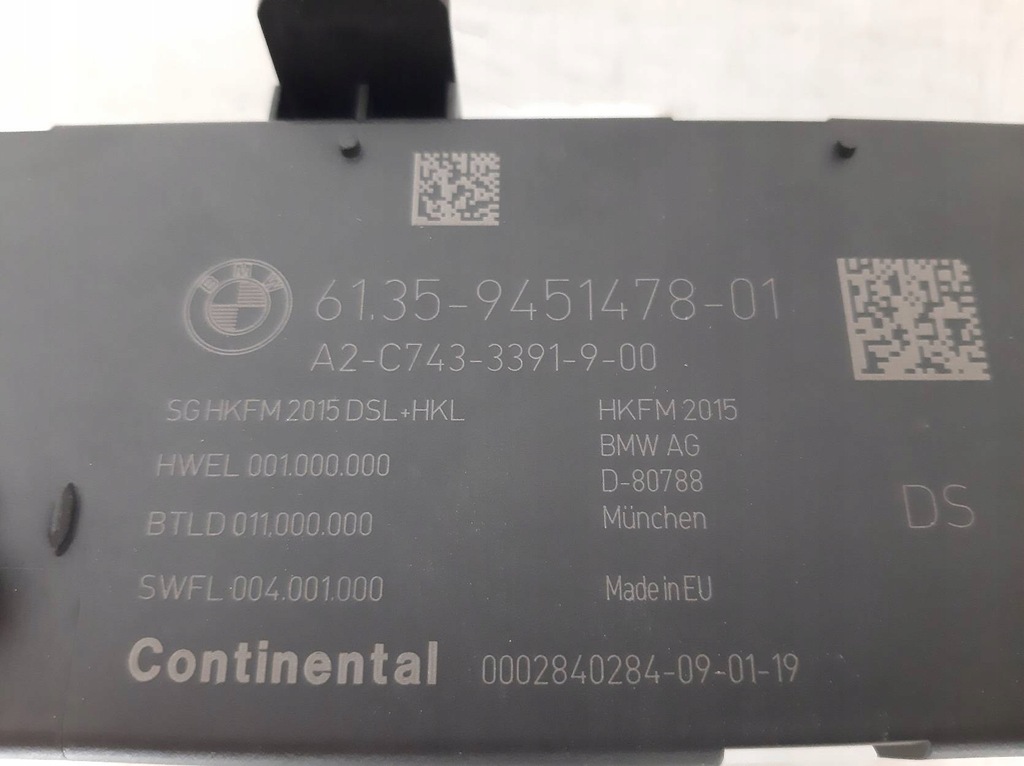 BMW
61.35-9451478-01
A2-C743-3391-9-00
SG HKFM 2015 DSL+HKL
HWEL 001.000.000
BTLD 011,000.000
SWFL 004.001.000
HKFM 2015
BMW AG
D-80788
München
Made in EU
DS
Continental 0002840284-09-01-19